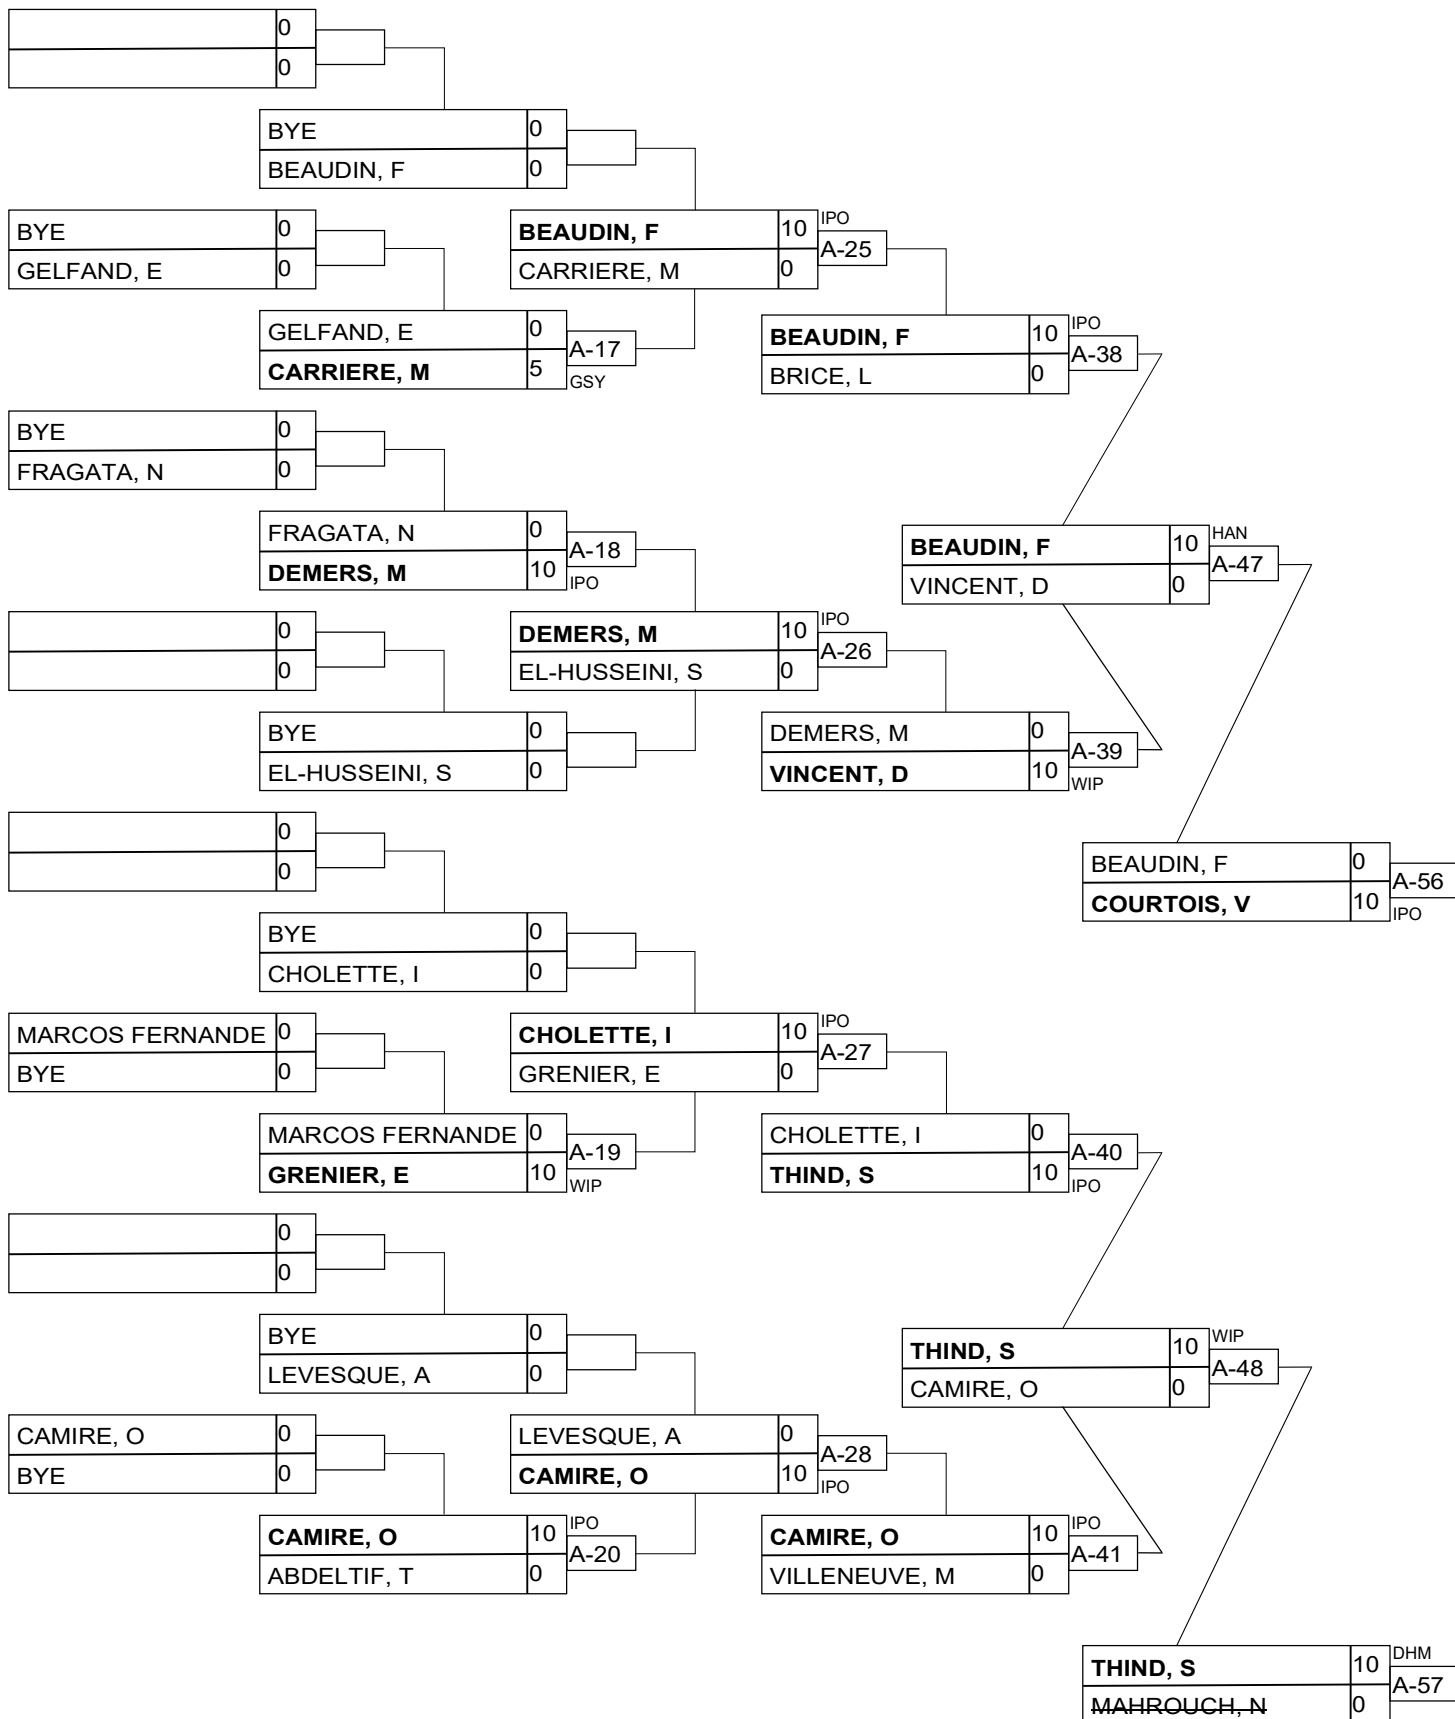 0
0
BYE 0
BEAUDIN, F 0
BYE 0
GELFAND, E 0
BEAUDIN, F 10 IPO
A-25
CARRIERE, M 0
GELFAND, E 0
A-17
CARRIERE, M 5 GSY
BEAUDIN, F 10 IPO
A-38
BRICE, L 0
BYE 0
FRAGATA, N 0
FRAGATA, N 0
A-18
DEMERS, M 10 IPO
BEAUDIN, F 10 HAN
A-47
VINCENT, D 0
0
0
DEMERS, M 10 IPO
A-26
EL-HUSSEINI, S 0
BYE 0
EL-HUSSEINI, S 0
DEMERS, M 0
A-39
VINCENT, D 10 WIP
0
0
BEAUDIN, F 0
A-56
COURTOIS, V 10 IPO
BYE 0
CHOLETTE, I 0
MARCOS FERNANDE 0
BYE 0
CHOLETTE, I 10 IPO
A-27
GRENIER, E 0
MARCOS FERNANDE 0
A-19
GRENIER, E 10 WIP
CHOLETTE, I 0
A-40
THIND, S 10 IPO
0
0
BYE 0
LEVESQUE, A 0
THIND, S 10 WIP
A-48
CAMIRE, O 0
CAMIRE, O 0
BYE 0
LEVESQUE, A 0
A-28
CAMIRE, O 10 IPO
CAMIRE, O 10 IPO
A-20
ABDELTIF, T 0
CAMIRE, O 10 IPO
A-41
VILLENEUVE, M 0
THIND, S 10 DHM
A-57
MAHROUCH, N 0